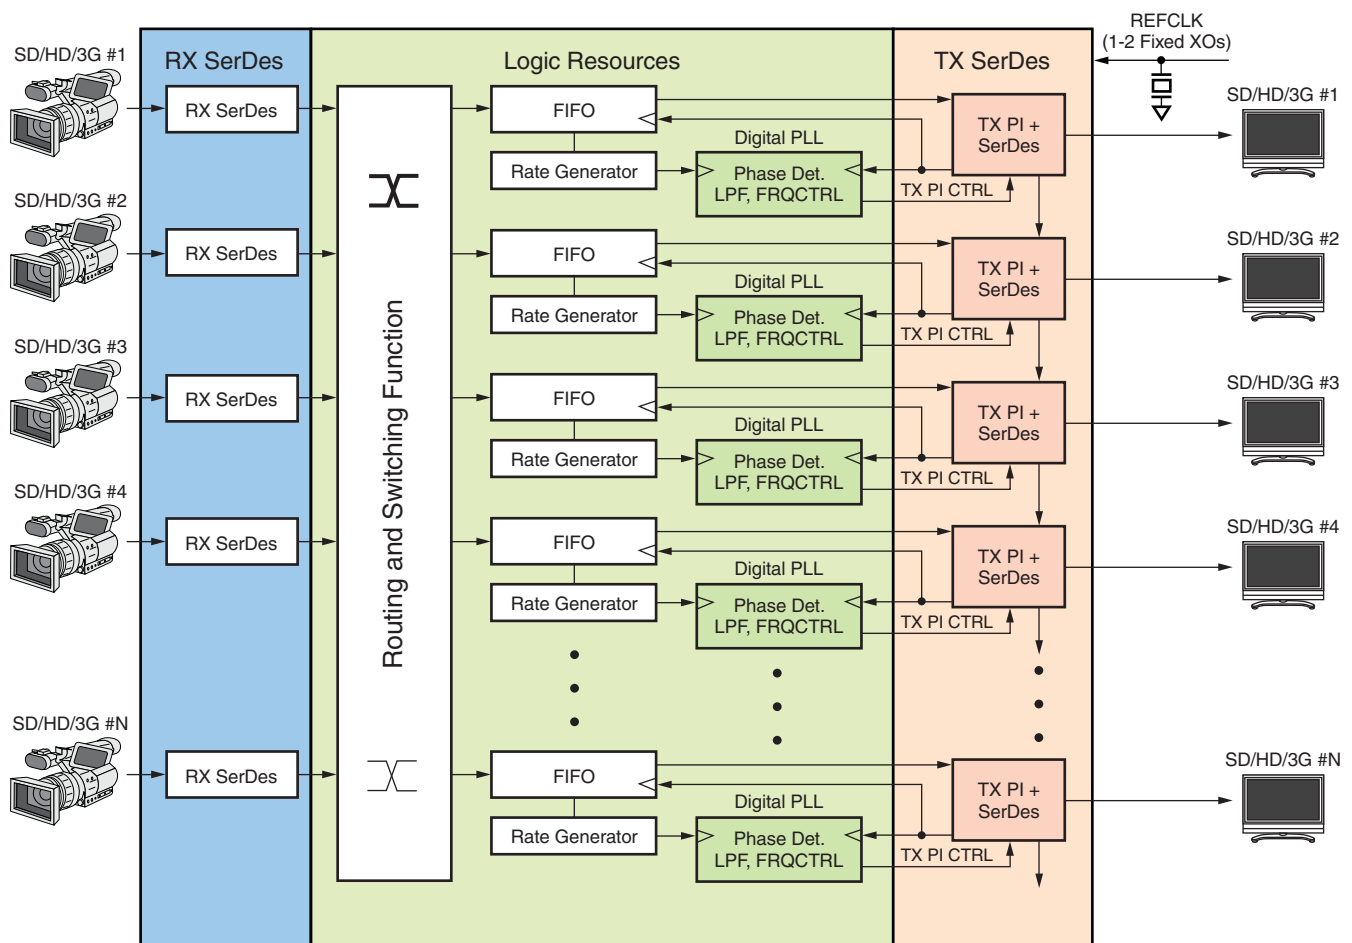 REFCLK
(1-2 Fixed XOs)
RX SerDes
Logic Resources
TX SerDes
SD/HD/3G #1
RX SerDes
FIFO
Rate Generator
Digital PLL
Phase Det.
LPF, FRQCTRL
TX PI CTRL
TX PI +
SerDes
SD/HD/3G #1
Routing and Switching Function
SD/HD/3G #2
RX SerDes
FIFO
Rate Generator
Digital PLL
Phase Det.
LPF, FRQCTRL
TX PI CTRL
TX PI +
SerDes
SD/HD/3G #2
SD/HD/3G #3
RX SerDes
FIFO
Rate Generator
Digital PLL
Phase Det.
LPF, FRQCTRL
TX PI CTRL
TX PI +
SerDes
SD/HD/3G #3
SD/HD/3G #4
RX SerDes
FIFO
Rate Generator
Digital PLL
Phase Det.
LPF, FRQCTRL
TX PI CTRL
TX PI +
SerDes
SD/HD/3G #4
SD/HD/3G #N
RX SerDes
FIFO
Rate Generator
Digital PLL
Phase Det.
LPF, FRQCTRL
TX PI CTRL
TX PI +
SerDes
SD/HD/3G #N